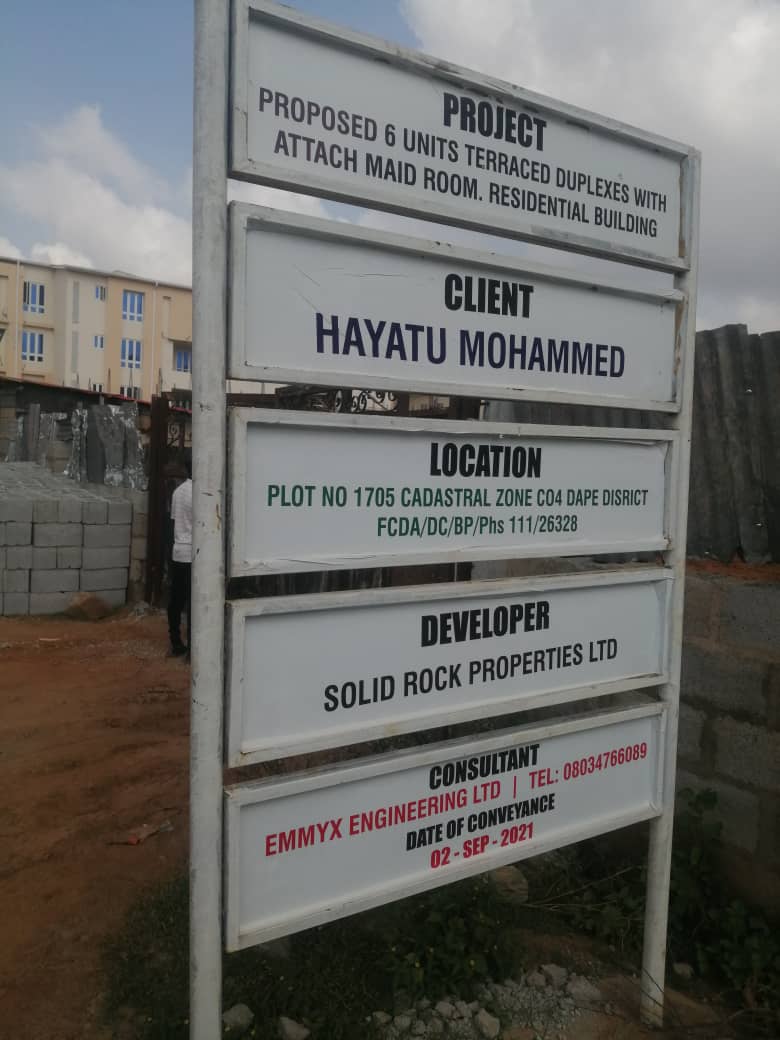 PROJECT
PROPOSED 6 UNITS TERRACED DUPLEXES WITH
ATTACH MAID ROOM. RESIDENTIAL BUILDING
CLIENT
HAYATU MOHAMMED
LOCATION
PLOT NO 1705 CADASTRAL ZONE CO4 DAPE DISRICT
FCDA/DC/BP/Phs 111/26328
DEVELOPER
SOLID ROCK PROPERTIES LTD
CONSULTANT
EMMYX ENGINEERING LTD | TEL: 08034766089
DATE OF CONVEYANCE
02 - SEP - 2021